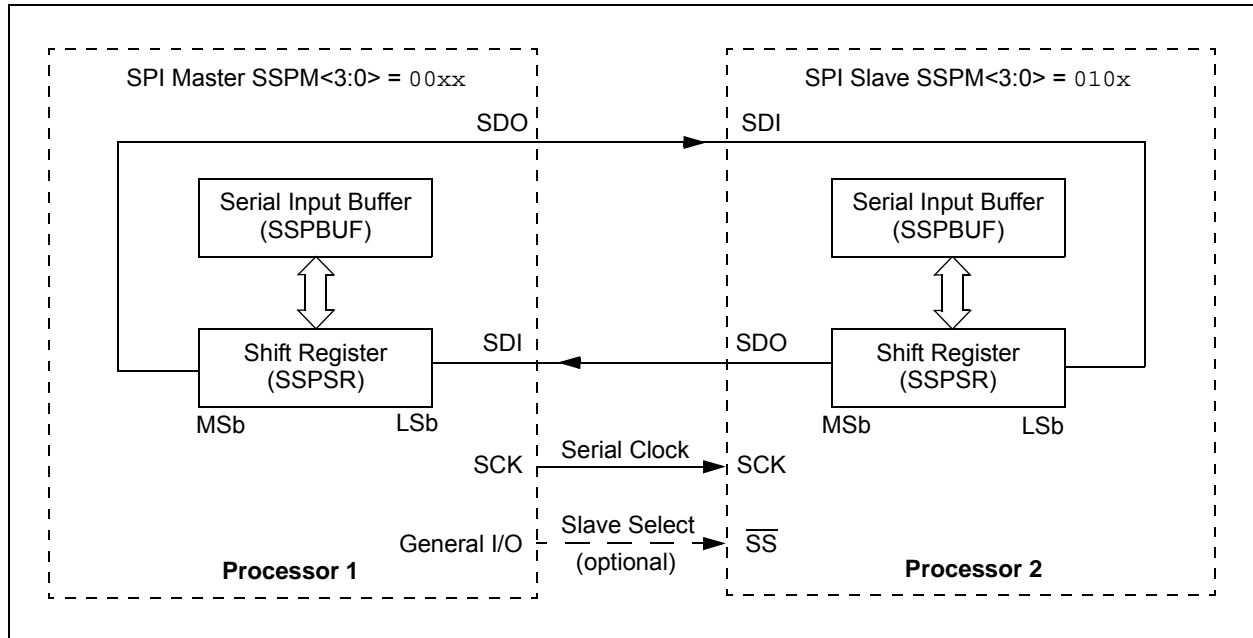 SPI Master SSPM<3:0> = 00xx
SDO
Serial Input Buffer
(SSPBUF)
Shift Register
(SSPSR)
MSb
LSb
SDI
SCK
General I/O
Processor 1
Serial Clock
Slave Select
(optional)
SPI Slave SSPM<3:0> = 010x
SDI
Serial Input Buffer
(SSPBUF)
SDO
Shift Register
(SSPSR)
MSb
LSb
SCK
SS
Processor 2